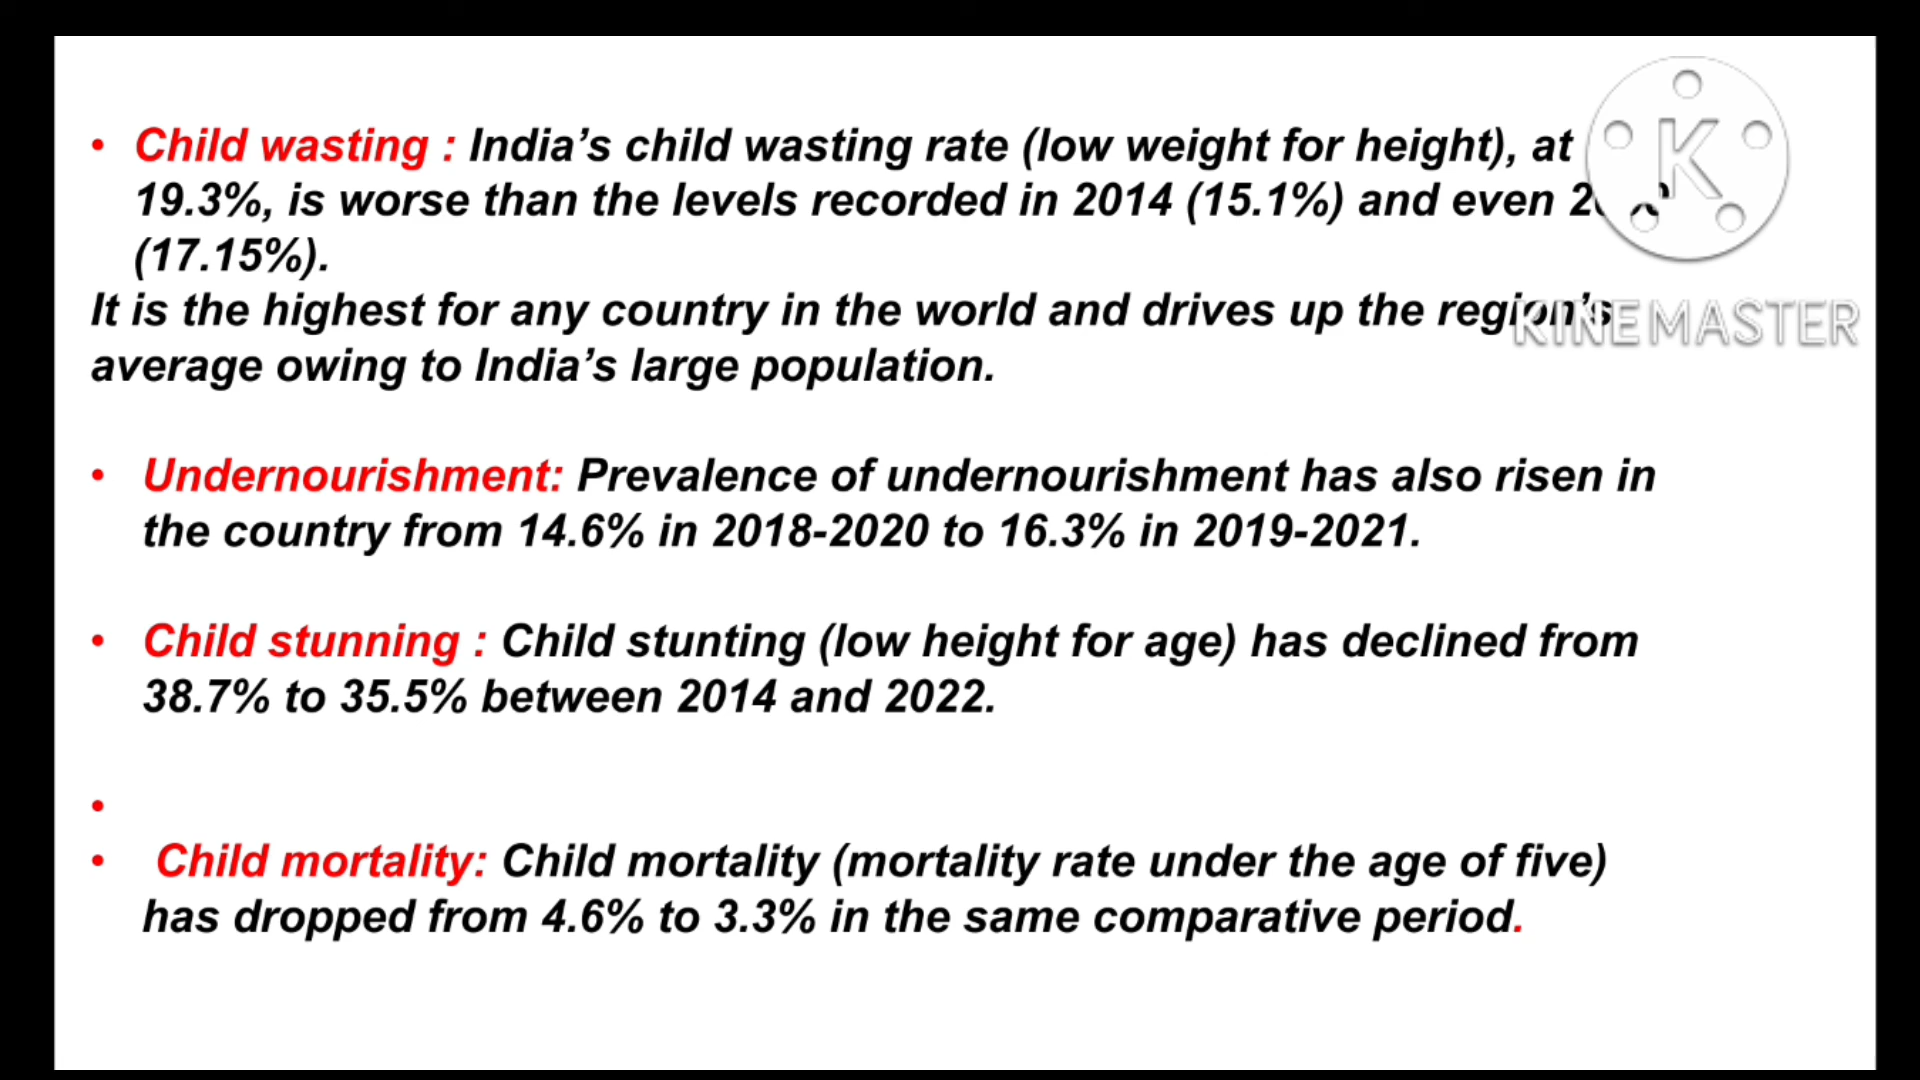 • Child wasting : India’s child wasting rate (low weight for height), at
19.3%, is worse than the levels recorded in 2014 (15.1%) and even
(17.15%).
It is the highest for any country in the world and drives up the region’s
average owing to India’s large population.
• Undernourishment: Prevalence of undernourishment has also risen in
the country from 14.6% in 2018-2020 to 16.3% in 2019-2021.
• Child stunning : Child stunting (low height for age) has declined from
38.7% to 35.5% between 2014 and 2022.
•
• Child mortality: Child mortality (mortality rate under the age of five)
has dropped from 4.6% to 3.3% in the same comparative period.
K
KINEMASTER